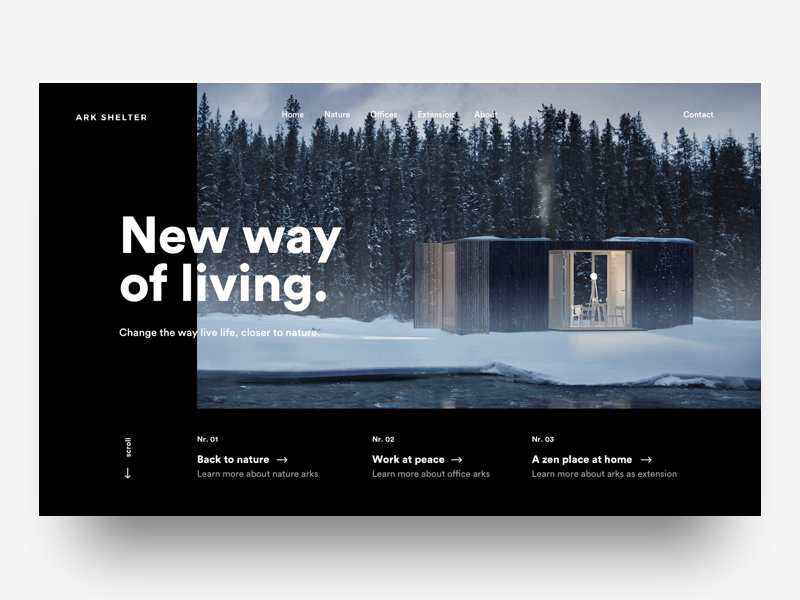 ARK SHELTER
Home Nature Offices Extension About Contact
New way
of living.
Change the way live life, closer to nature.
scroll
Nr. 01
Back to nature
Learn more about nature arks
Nr. 02
Work at peace
Learn more about office arks
Nr. 03
A zen place at home
Learn more about arks as extension